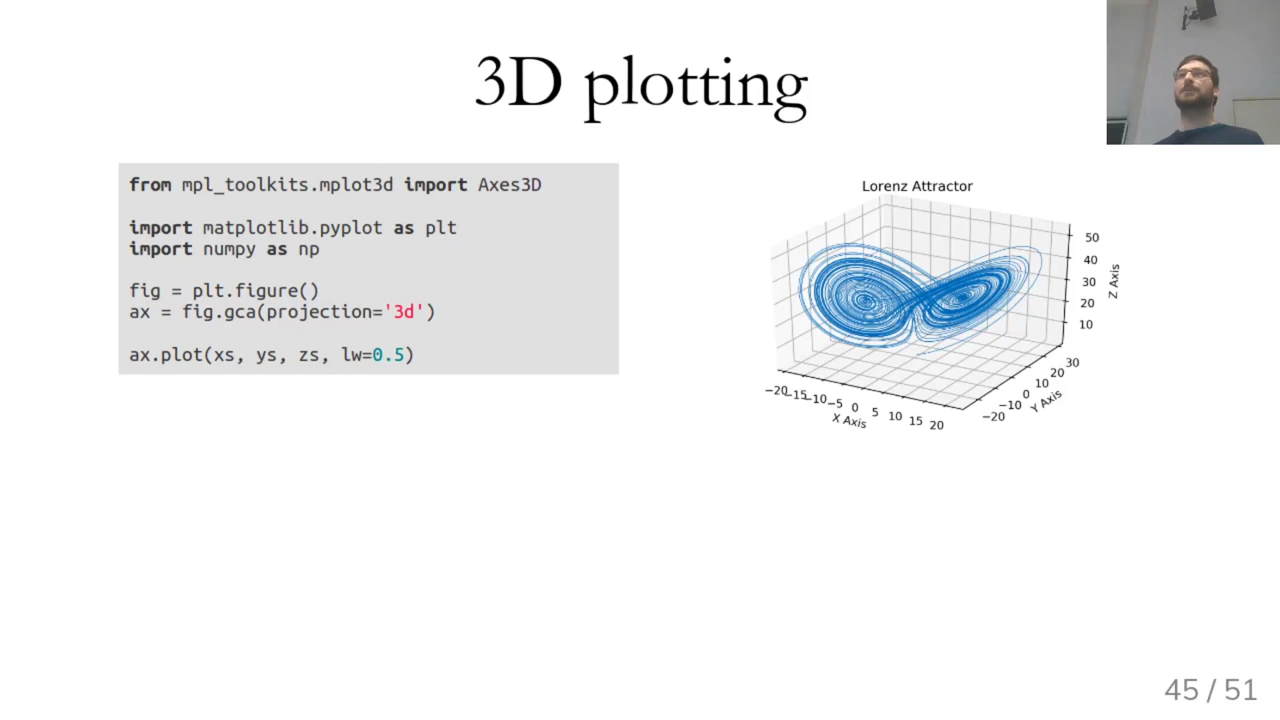 3D plotting
from mpl_toolkits.mplot3d import Axes3D
import matplotlib.pyplot as plt
import numpy as np
fig = plt.figure()
ax = fig.gca(projection='3d')
ax.plot(xs, ys, zs, lw=0.5)
Lorenz Attractor
50
40
30
20
10
Z Axis
30
20
10
0
−10
−20
Y Axis
−20
−15
−10
−5
0
5
10
15
20
X Axis
45 / 51